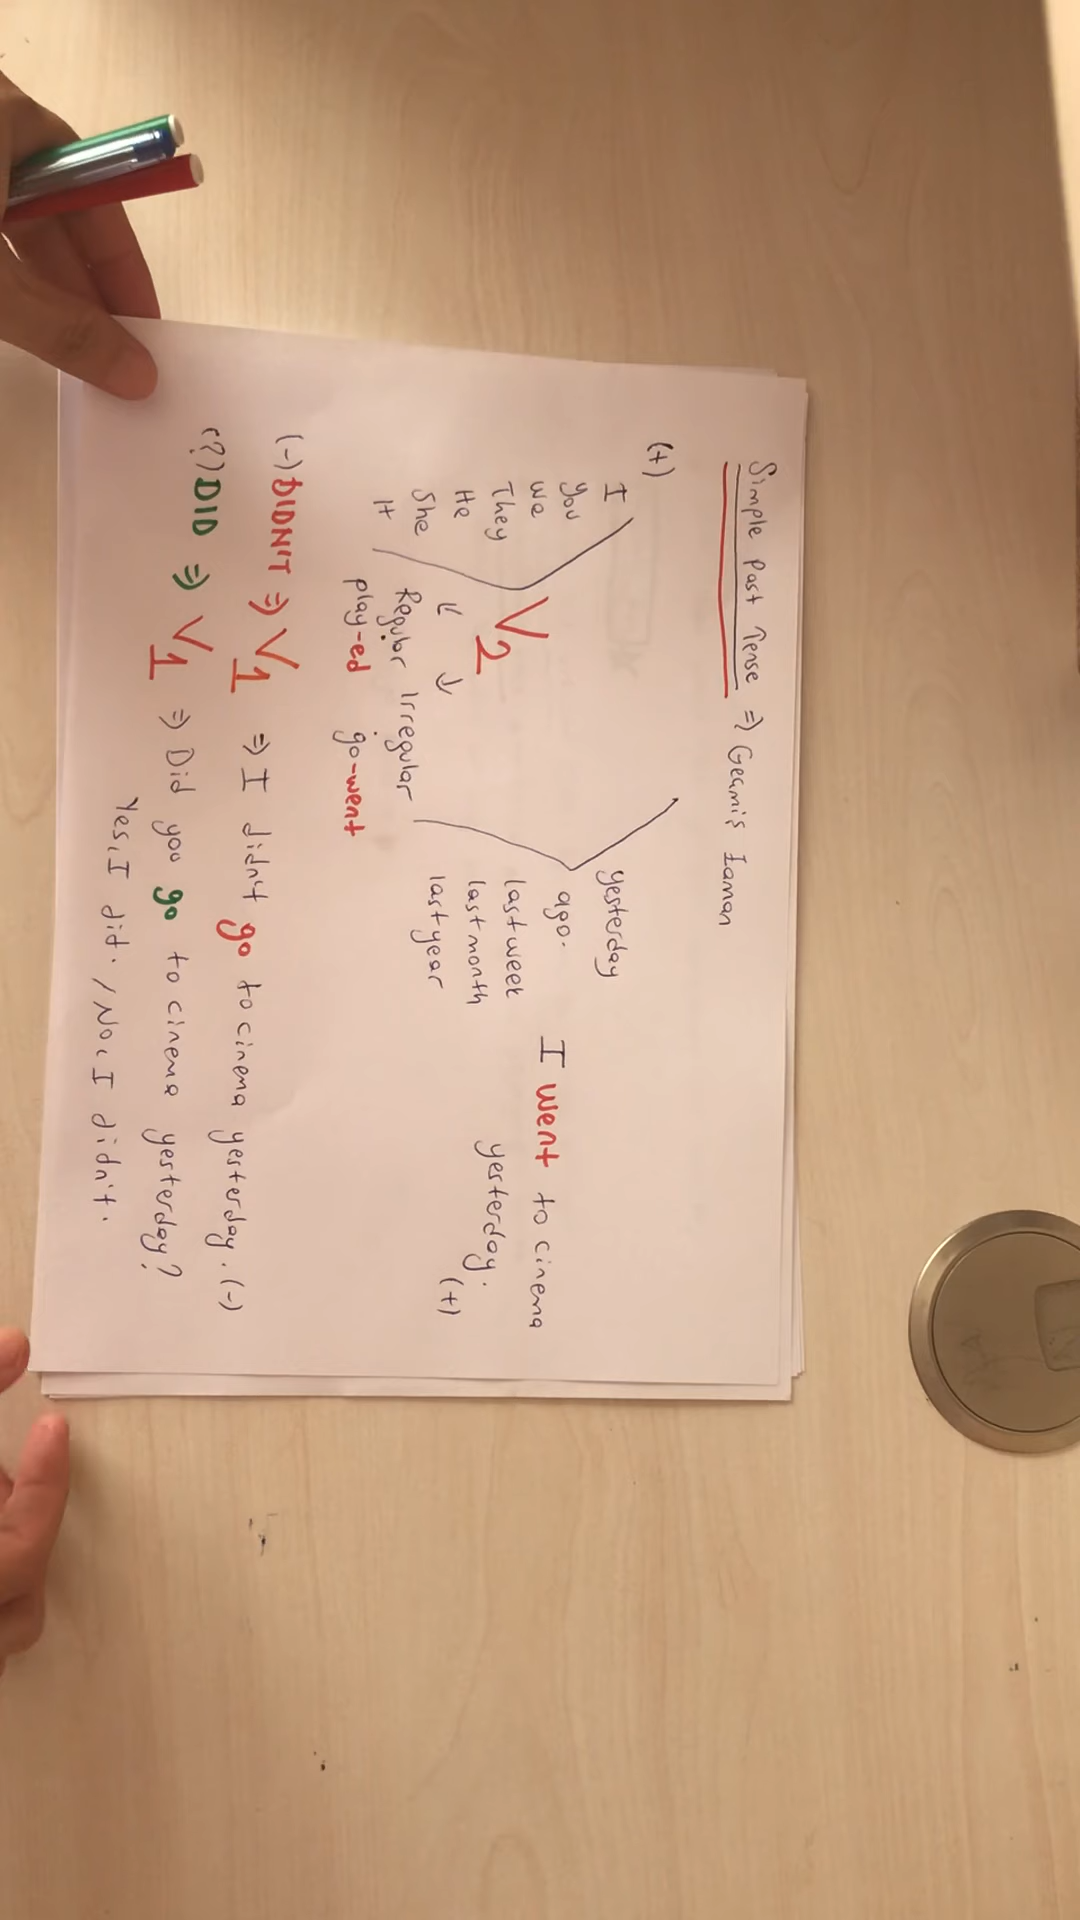 Simple Past Tense => Geçmiş Zaman
(+)
I
you
we
They
He
She
It
V2
Regular Irregular
play-ed go-went
yesterday
ago.
last week
last month
last year
I went to cinema
yesterday.
(+)
(-) DIDN'T => V1 => I didn't go to cinema yesterday. (-)
(?) DID => V1 => Did you go to cinema yesterday?
Yes, I did. / No, I didn't.